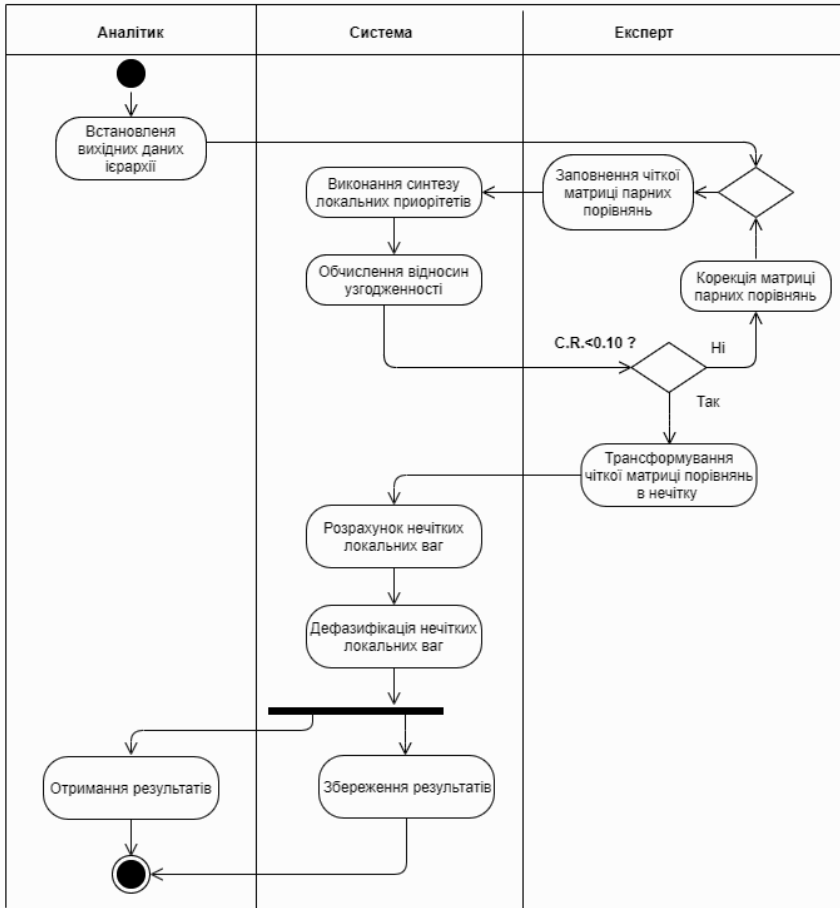 Аналітик
Система
Експерт
Встановленя
вихідних даних
ієрархії
Заповнення чіткої
матриці парних
порівнянь
Виконання синтезу
локальних приорітетів
Обчислення відносин
узгодженності
Корекція матриці
парних порівнянь
C.R.<0.10 ?
Ні
Так
Трансформування
чіткої матриці порівнянь
в нечітку
Розрахунок нечітких
локальних ваг
Дефазифікація нечітких
локальних ваг
Отримання результатів
Збереження результатів